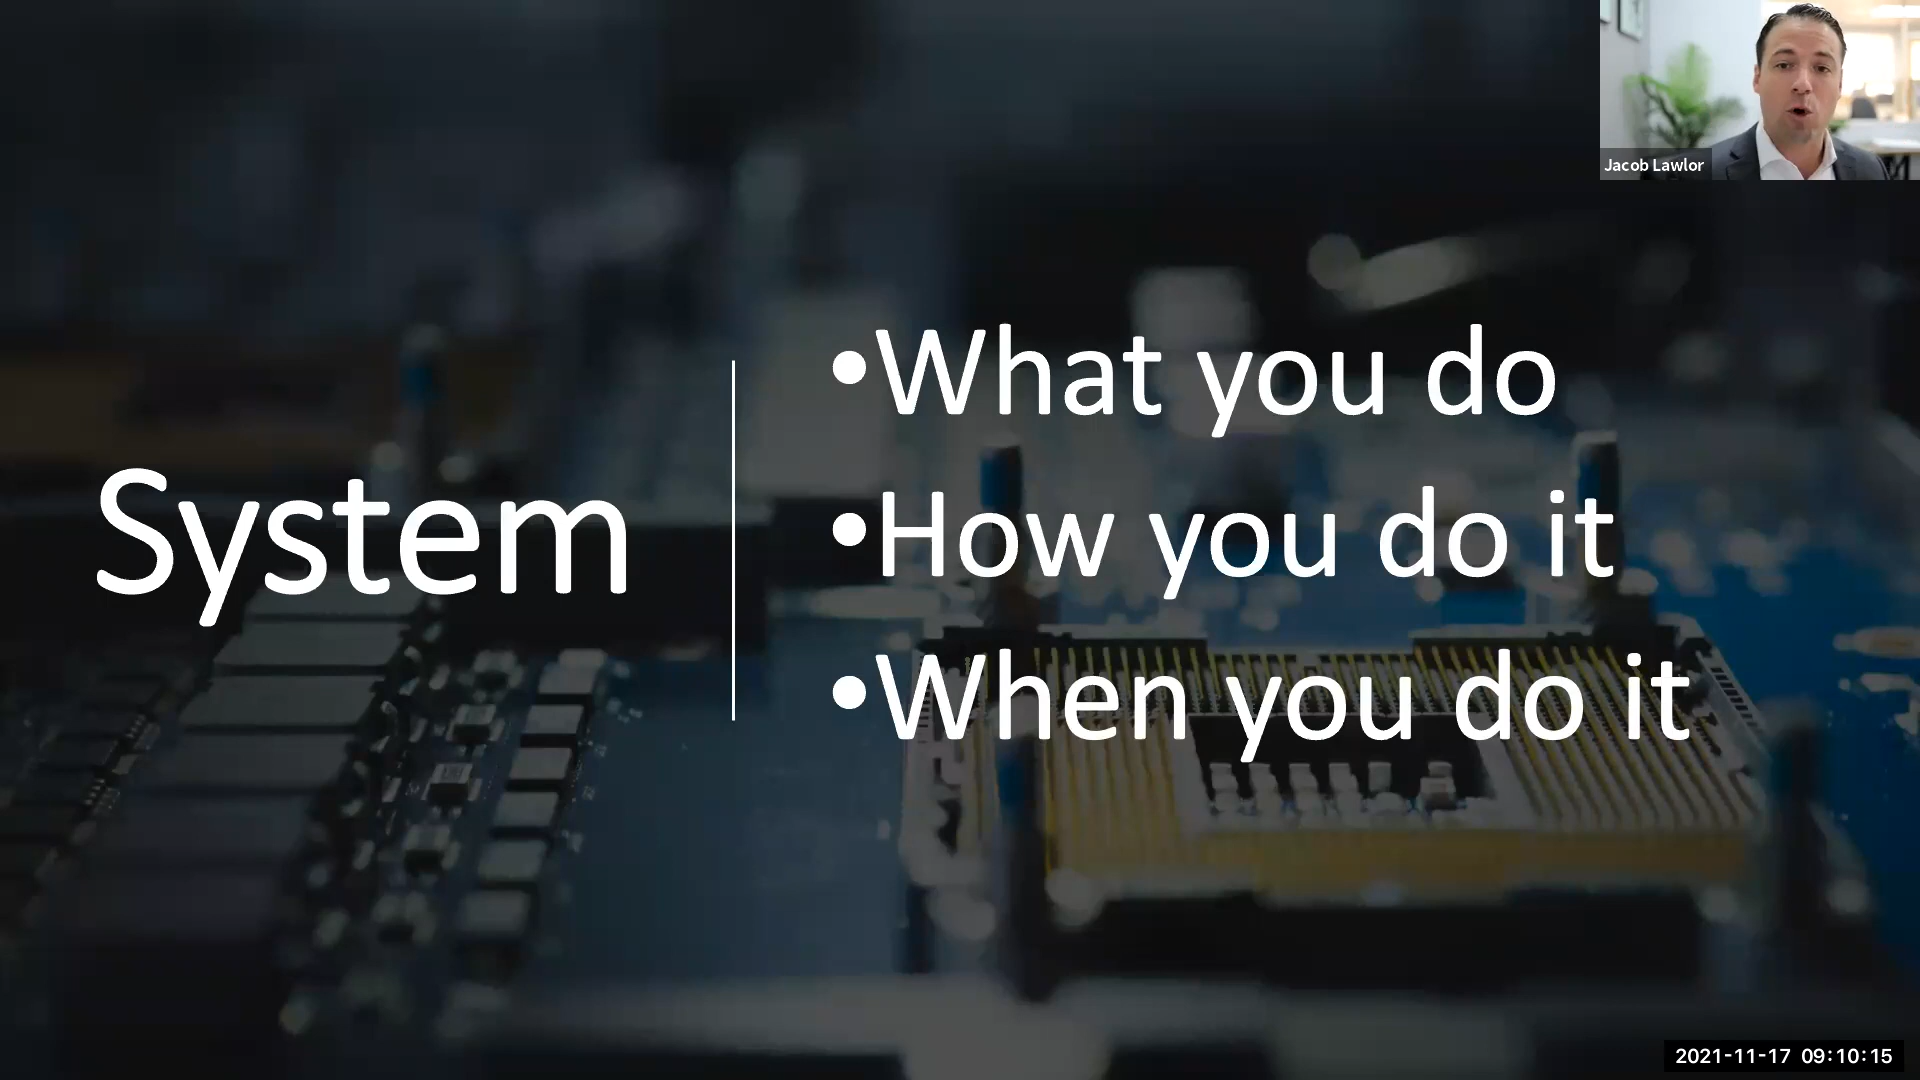 Jacob Lawlor
System
•What you do
•How you do it
•When you do it
2021-11-17 09:10:15